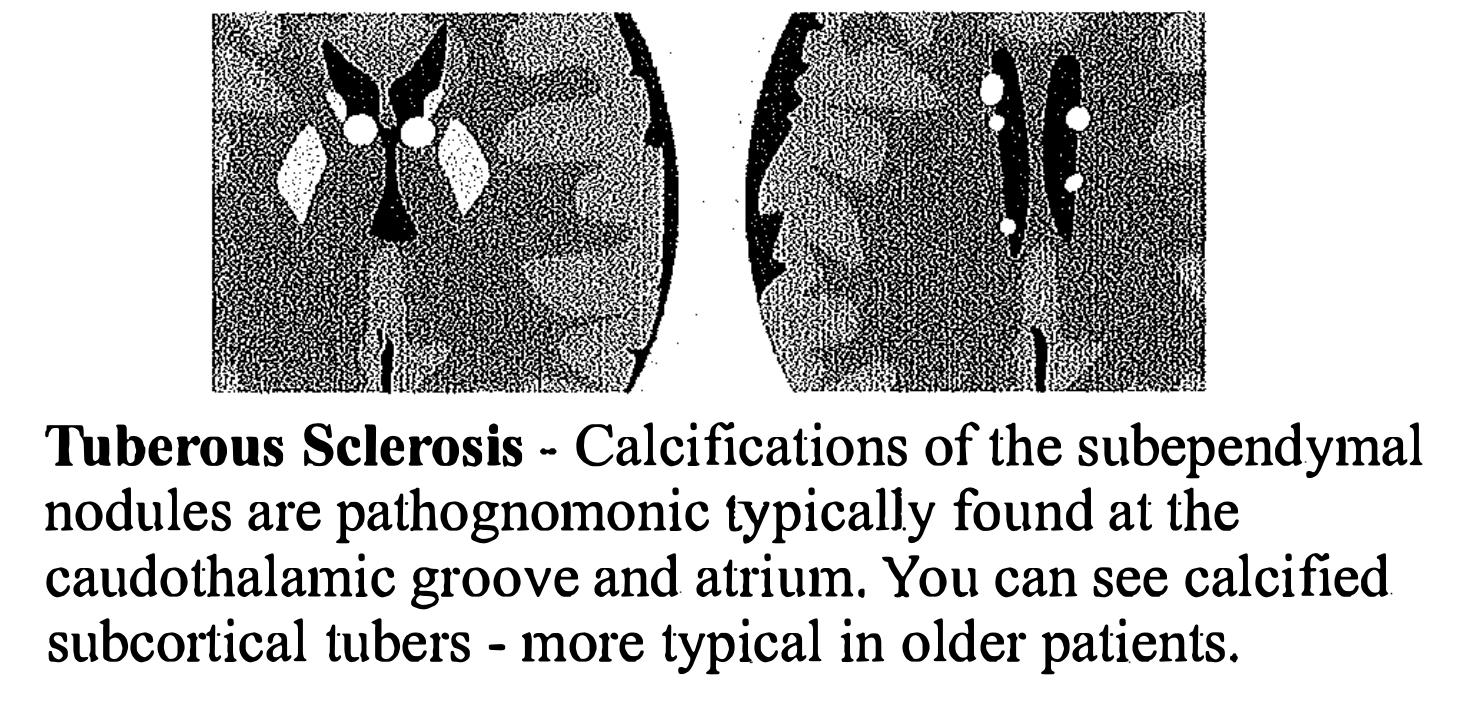 Tuberous Sclerosis - Calcifications of the subependymal
nodules are pathognomonic typically found at the
caudothalamic groove and atrium. You can see calcified
subcortical tubers - more typical in older patients.